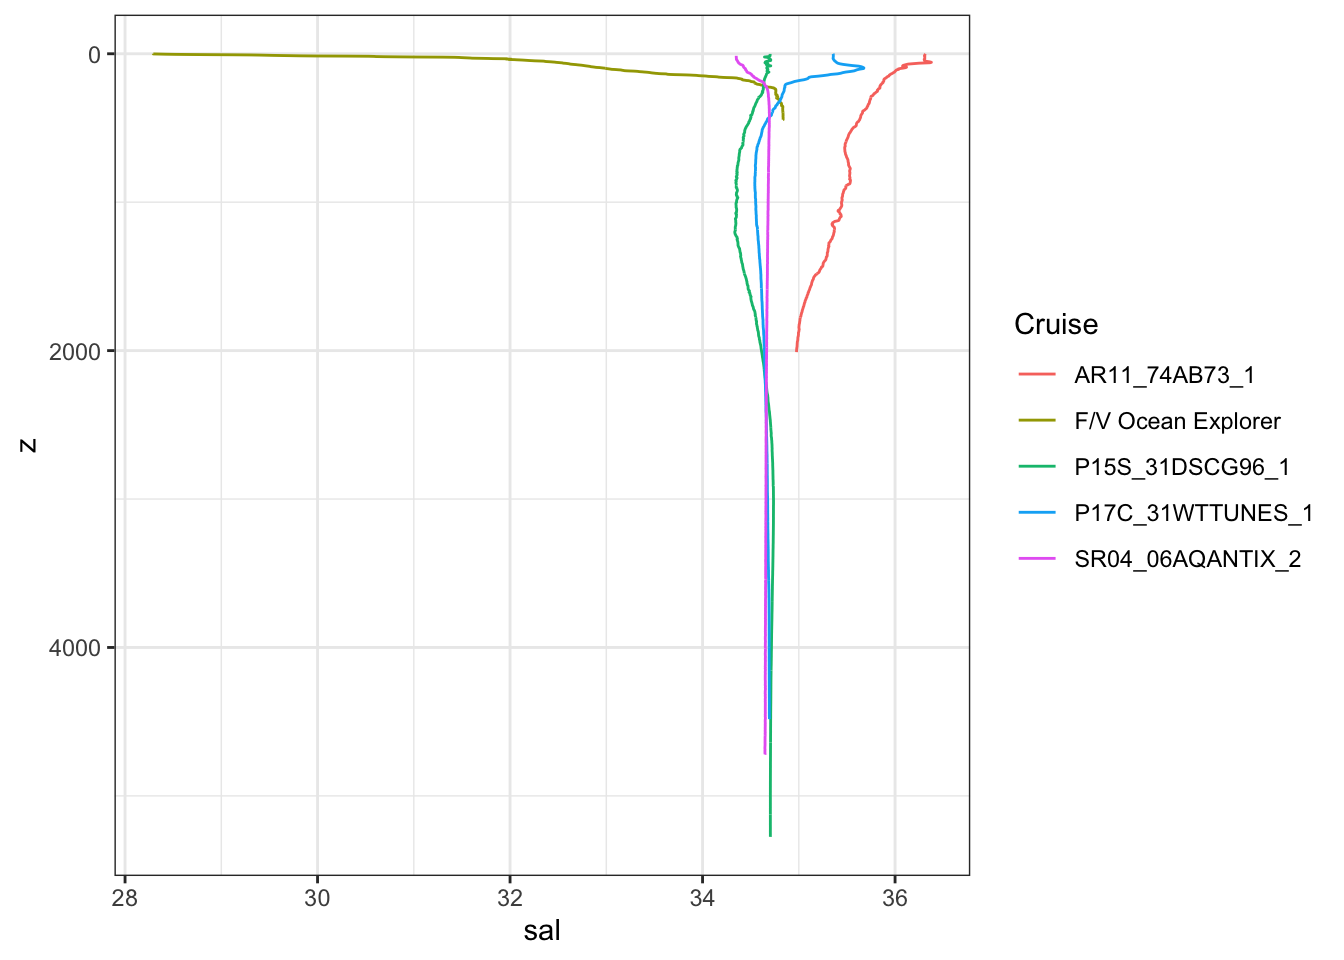 0
2000
4000
z
28
30
32
34
36
sal
Cruise
AR11_74AB73_1
F/V Ocean Explorer
P15S_31DSCG96_1
P17C_31WTTUNES_1
SR04_06AQANTIX_2